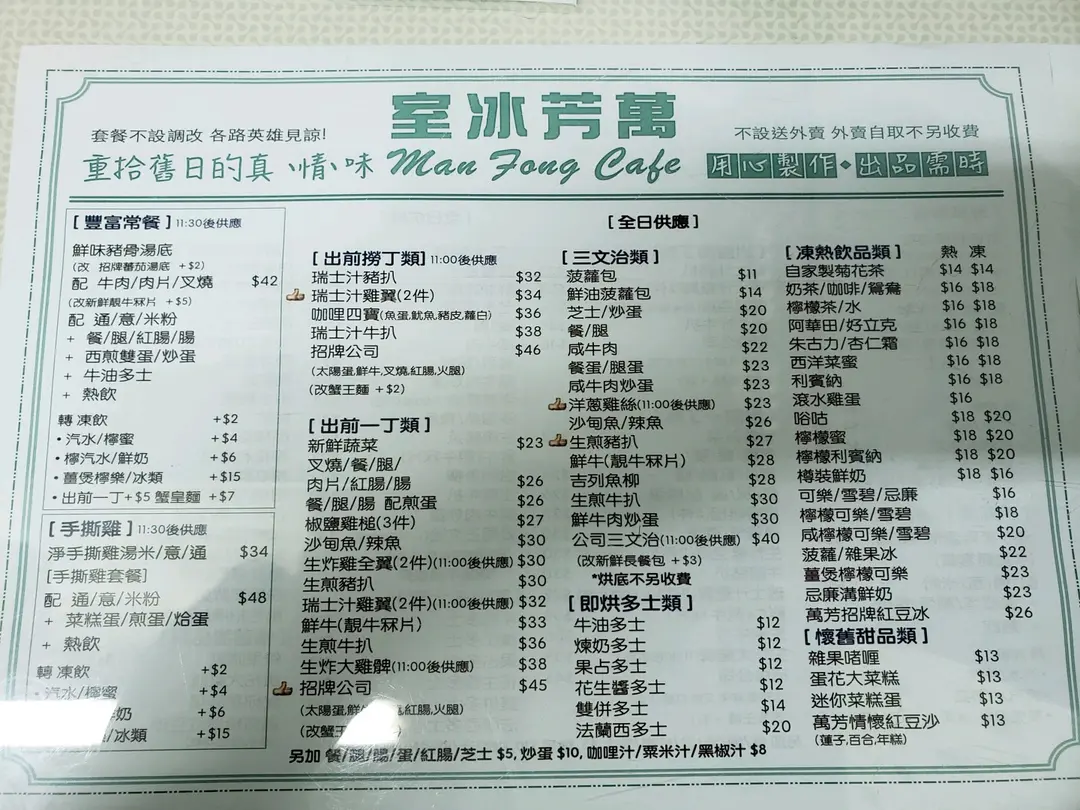 套餐不設調改 各路英雄見諒!
室冰芳萬
不設送外賣 外賣自取不另收費
重拾舊日的真、情、味
Man Fong Cafe
用心製作·出品需時
[豐富常餐] 11:30後供應
鮮味豬骨湯底
(改 招牌蕃茄湯底 +$2)
配 牛肉/肉片/叉燒 $42
(改新鮮靚牛冧片 +$5)
配 通/意/米粉
+ 餐/腿/紅腸/腸
+ 西煎雙蛋/炒蛋
+ 牛油多士
+ 熱飲
轉 凍飲 +$2
•汽水/檸蜜 +$4
•檸汽水/鮮奶 +$6
•薑煲檸樂/冰類 +$15
•出前一丁+$5 蟹皇麵 +$7
[手撕雞] 11:30後供應
淨手撕雞湯米/意/通 $34
[手撕雞套餐]
配 通/意/米粉 $48
+ 菜糕蛋/煎蛋/烚蛋
+ 熱飲
轉 凍飲 +$2
•汽水/檸蜜 +$4
鮮奶 +$6
/冰類 +$15
[全日供應]
[出前撈丁類] 11:00後供應
瑞士汁豬扒 $32
瑞士汁雞翼(2件) $34
咖哩四寶(魚蛋,魷魚,豬皮,蘿白) $36
瑞士汁牛扒 $38
招牌公司 $46
(太陽蛋,鮮牛,叉燒,紅腸,火腿)
(改蟹王麵 +$2)
[出前一丁類]
新鮮蔬菜 $23
叉燒/餐/腿/
肉片/紅腸/腸 $26
餐/腿/腸 配煎蛋 $26
椒鹽雞槌(3件) $27
沙甸魚/辣魚 $30
生炸雞全翼(2件)(11:00後供應) $30
生煎豬扒 $30
瑞士汁雞翼(2件)(11:00後供應) $32
鮮牛(靚牛冧片) $33
生煎牛扒 $36
生炸大雞髀(11:00後供應) $38
招牌公司 $45
(太陽蛋,鮮 ,紅腸,火腿)
(改蟹王
[三文治類]
菠蘿包 $11
鮮油菠蘿包 $14
芝士/炒蛋 $20
餐/腿 $20
咸牛肉 $22
餐蛋/腿蛋 $23
咸牛肉炒蛋 $23
洋蔥雞絲(11:00後供應) $23
沙甸魚/辣魚 $26
生煎豬扒 $27
鮮牛(靚牛冧片) $28
吉列魚柳 $28
生煎牛扒 $30
鮮牛肉炒蛋 $30
公司三文治(11:00後供應) $40
(改新鮮長餐包 +$3)
*烘底不另收費
[即烘多士類]
牛油多士 $12
煉奶多士 $12
果占多士 $12
花生醬多士 $12
雙併多士 $14
法蘭西多士 $20
[凍熱飲品類] 熱 凍
自家製菊花茶 $14 $14
奶茶/咖啡/鴛鴦 $16 $18
檸檬茶/水 $16 $18
阿華田/好立克 $16 $18
朱古力/杏仁霜 $16 $18
西洋菜蜜 $16 $18
利賓納 $16 $18
滾水雞蛋 $16
哈咕 $18 $20
檸檬蜜 $18 $20
檸檬利賓納 $18 $20
樽裝鮮奶 $18 $16
可樂/雪碧/忌廉 $16
檸檬可樂/雪碧 $18
咸檸檬可樂/雪碧 $20
菠蘿/雜果冰 $22
薑煲檸檬可樂 $23
忌廉溝鮮奶 $23
萬芳招牌紅豆冰 $26
[懷舊甜品類]
雜果啫喱 $13
蛋花大菜糕 $13
迷你菜糕蛋 $13
萬芳情懷紅豆沙 $13
(蓮子,百合,年糕)
另加 餐/腿/腸/蛋/紅腸/芝士 $5, 炒蛋 $10, 咖哩汁/粟米汁/黑椒汁 $8